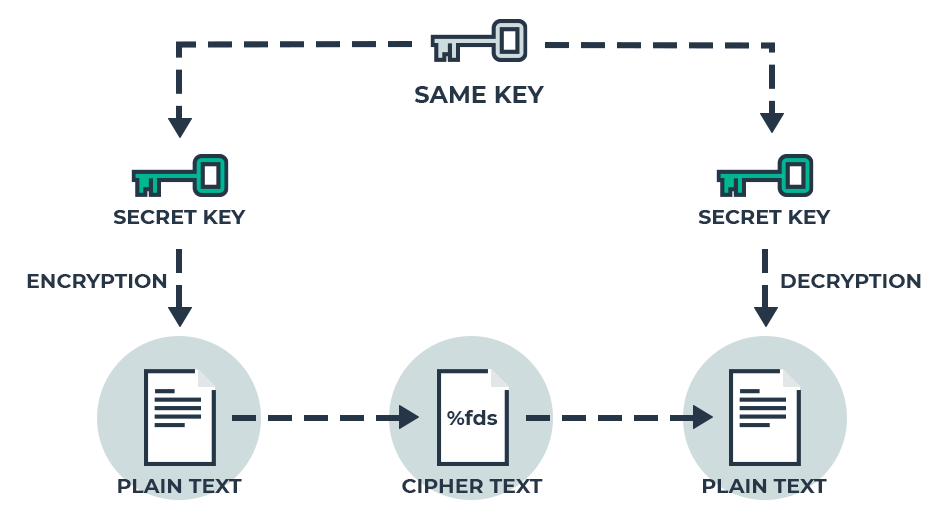 SAME KEY
SECRET KEY
SECRET KEY
ENCRYPTION
DECRYPTION
%fds
PLAIN TEXT
CIPHER TEXT
PLAIN TEXT